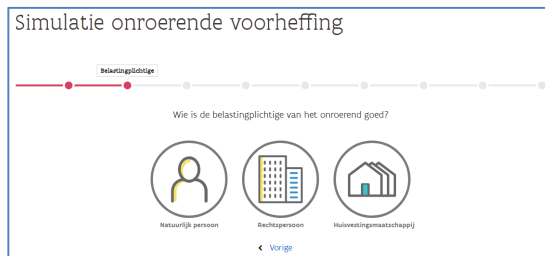 Simulatie onroerende voorheffing
Belastingplichtige
Wie is de belastingplichtige van het onroerend goed?
Natuurlijk persoon Rechtspersoon Huisvestingsmaatschappij
Vorige